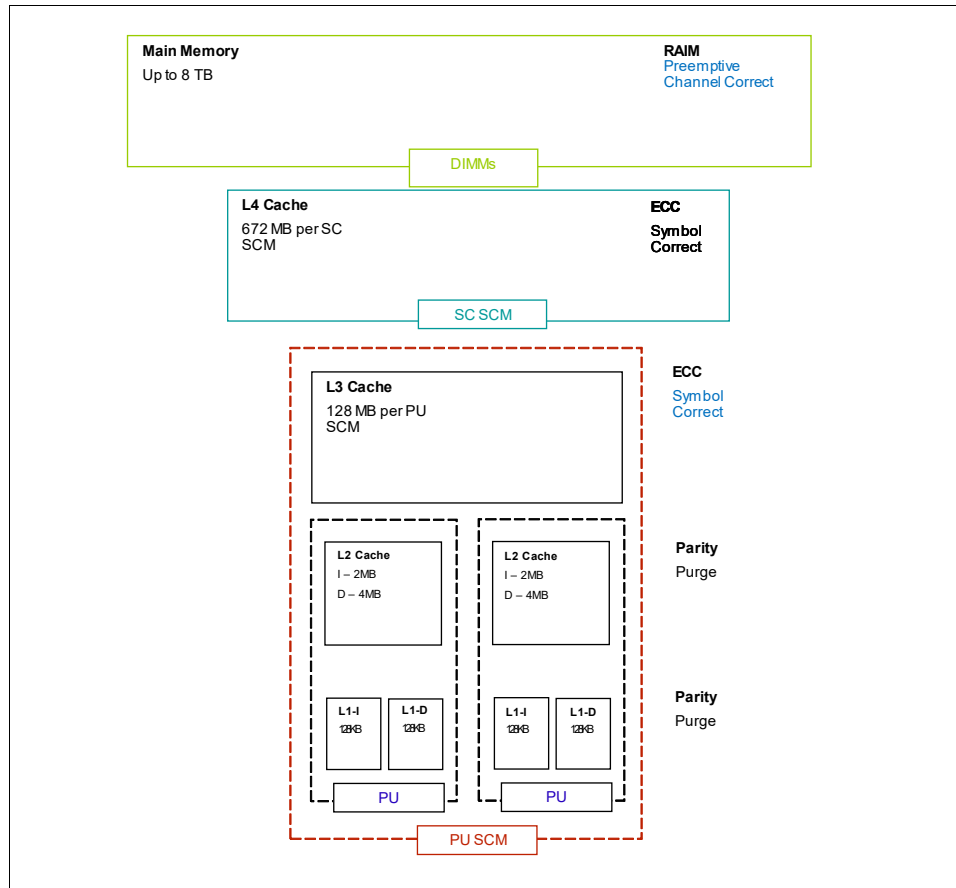 Main Memory
Up to 8 TB
RAIM
Preemptive
Channel Correct
DIMMs
L4 Cache
672 MB per SC
SCM
ECC
Symbol
Correct
SC SCM
L3 Cache
128 MB per PU
SCM
ECC
Symbol
Correct
L2 Cache
I – 2MB
D – 4MB
L2 Cache
I – 2MB
D – 4MB
Parity
Purge
L1-I
128KB
L1-D
128KB
L1-I
128KB
L1-D
128KB
Parity
Purge
PU
PU
PU SCM